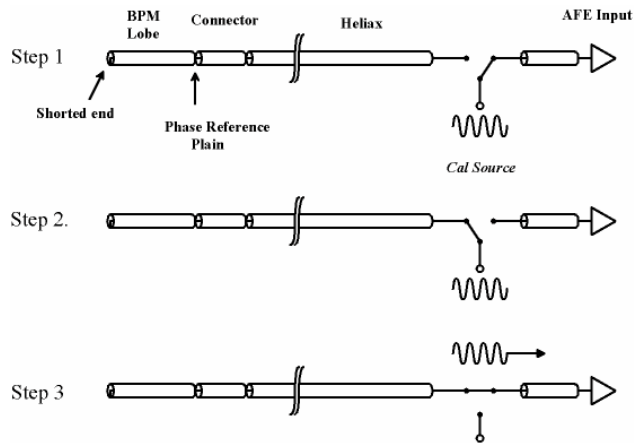 BPM
Lobe
Connector
Heliax
AFE Input
Step 1
Shorted end
Phase Reference
Plain
Cal Source
Step 2.
Step 3